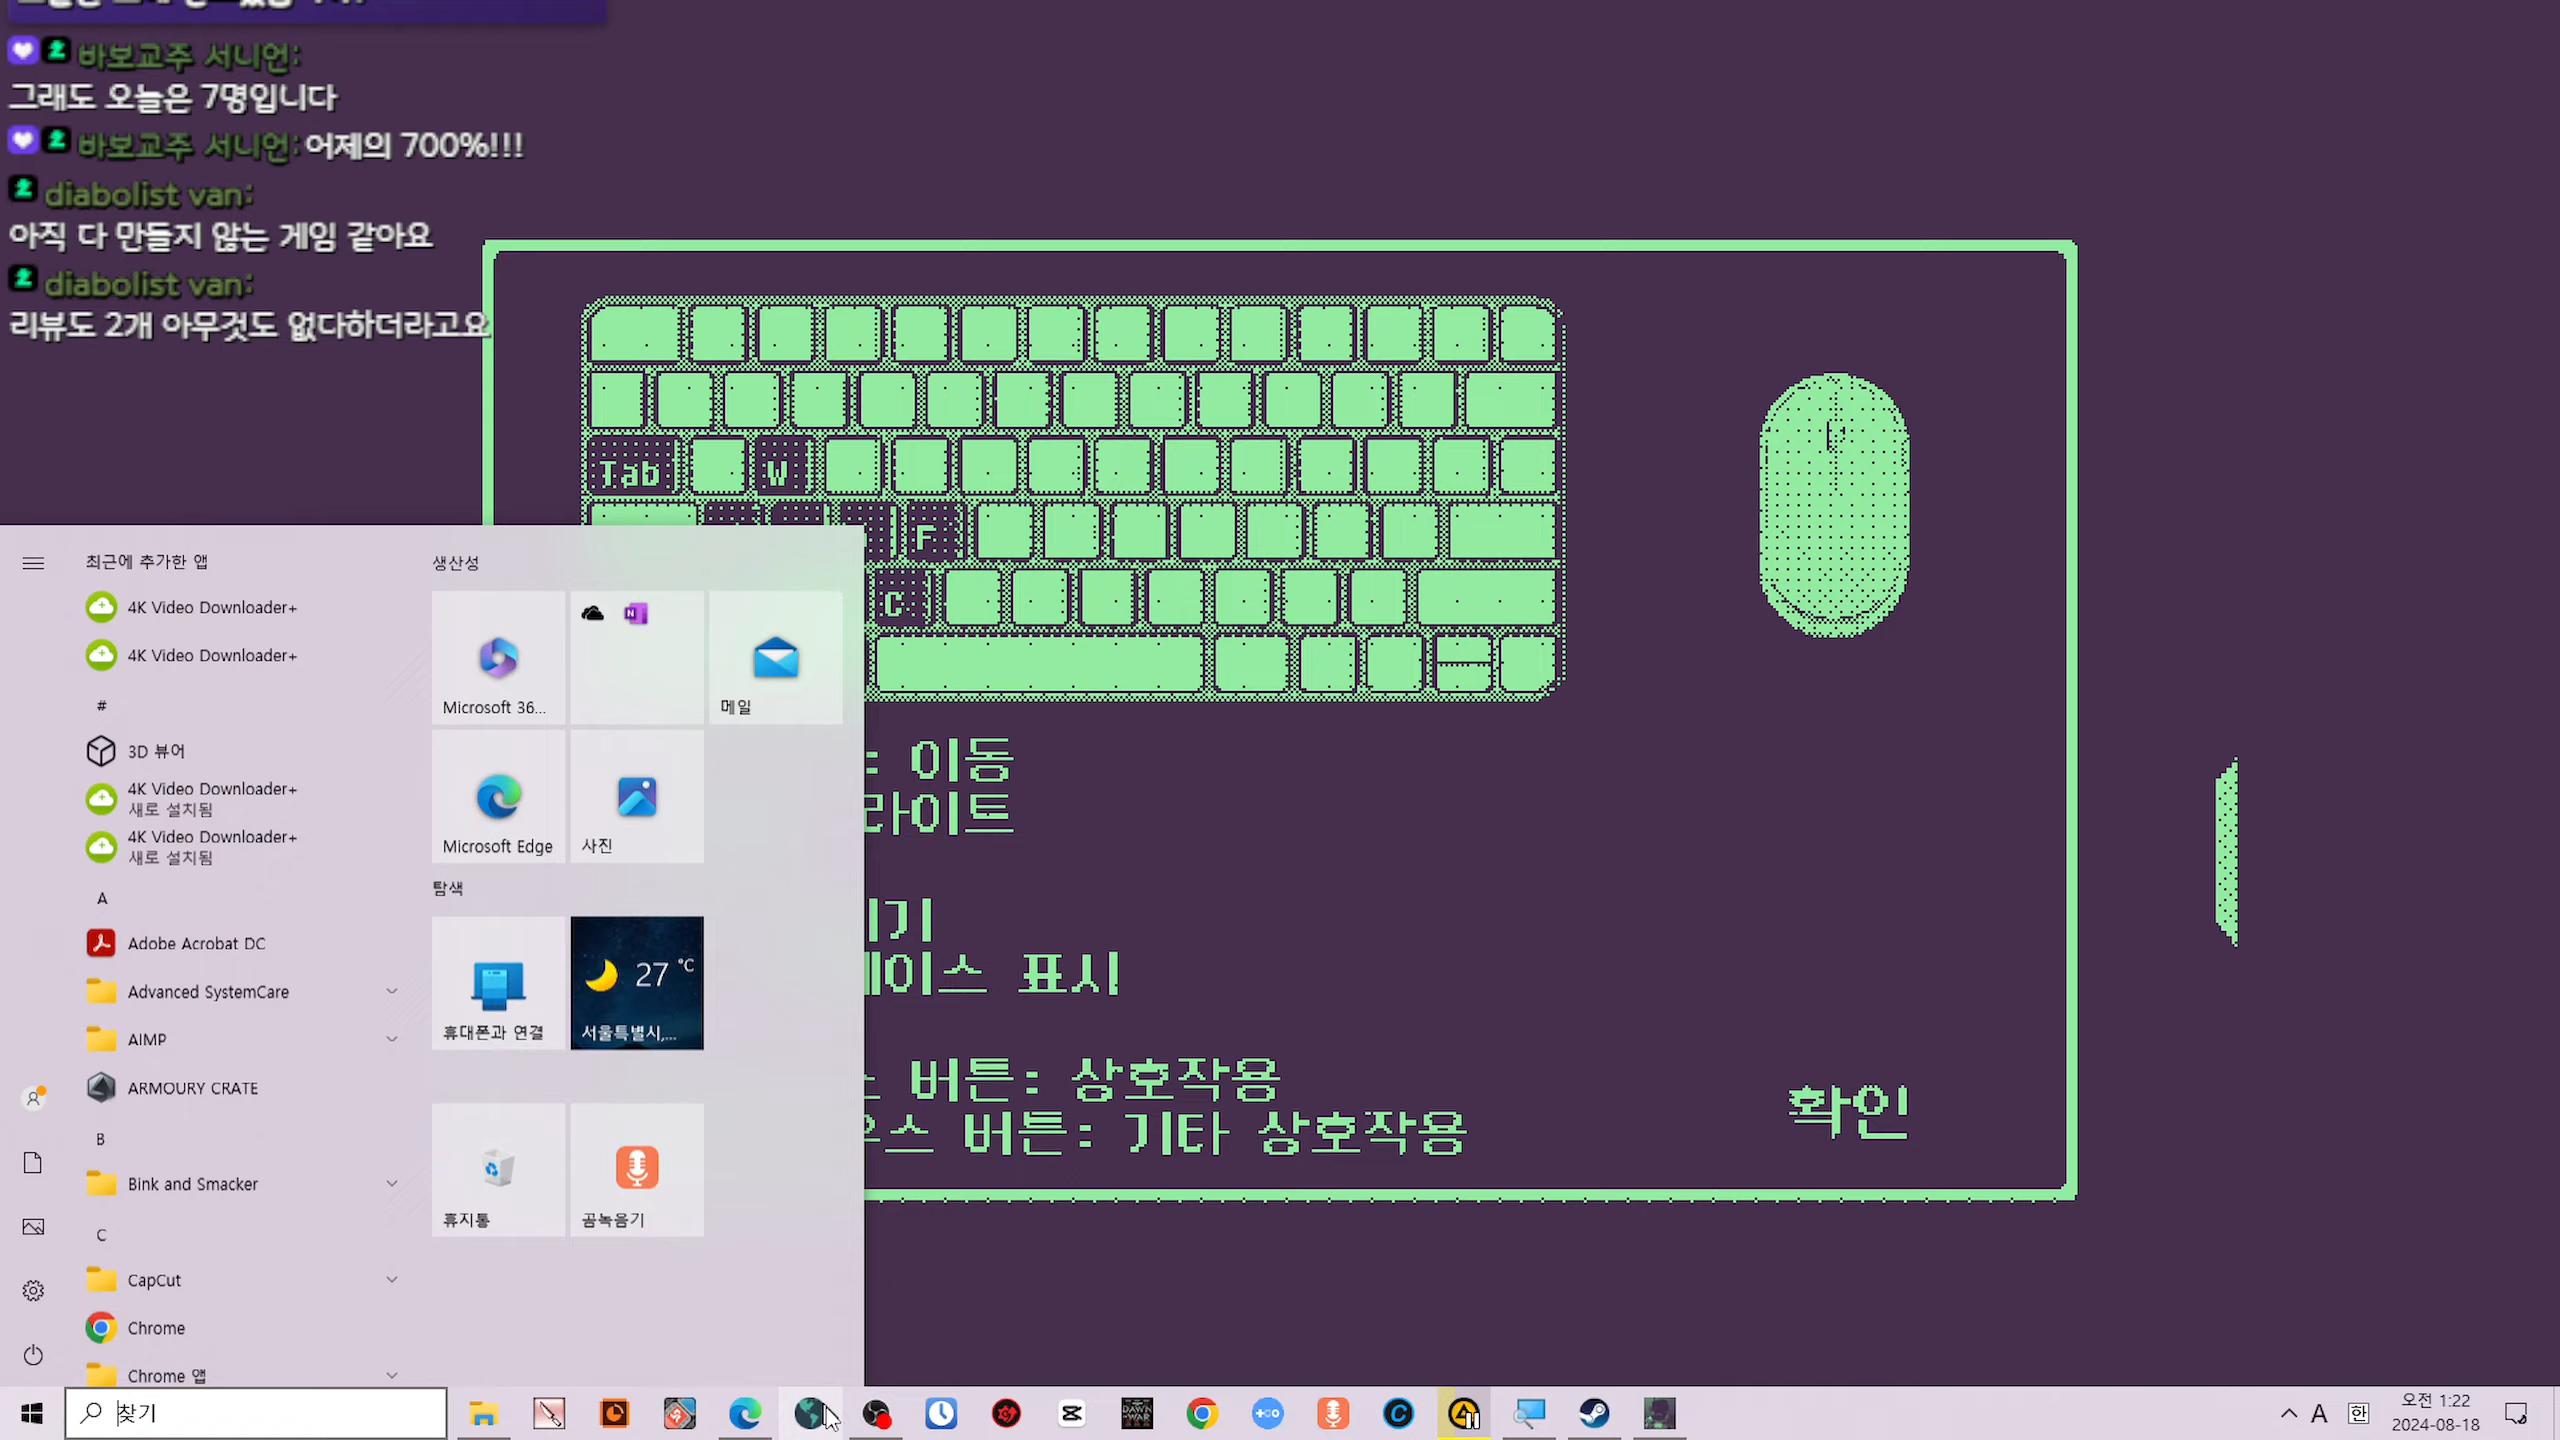 바보교주 서니언:
그래도 오늘은 7명입니다
바보교주 서니언: 어제의 700%!!!
diabolist van:
아직 다 만들지 않는 게임 같아요
diabolist van:
리뷰도 2개 아무것도 없다하더라고요
Tab W
F
C
: 이동
라이트
기
스 표시
버튼: 상호작용
스 버튼: 기타 상호작용
확인
최근에 추가한 앱
4K Video Downloader+
4K Video Downloader+
#
3D 뷰어
4K Video Downloader+
새로 설치됨
4K Video Downloader+
새로 설치됨
A
Adobe Acrobat DC
Advanced SystemCare
AIMP
ARMOURY CRATE
B
Bink and Smacker
C
CapCut
Chrome
Chrome 앱
생산성
Microsoft 36...
메일
Microsoft Edge
사진
탐색
휴대폰과 연결
27 °C
서울특별시,...
휴지통
곰녹음기
찾기
DAWN OF WAR
A
한
오전 1:22
2024-08-18